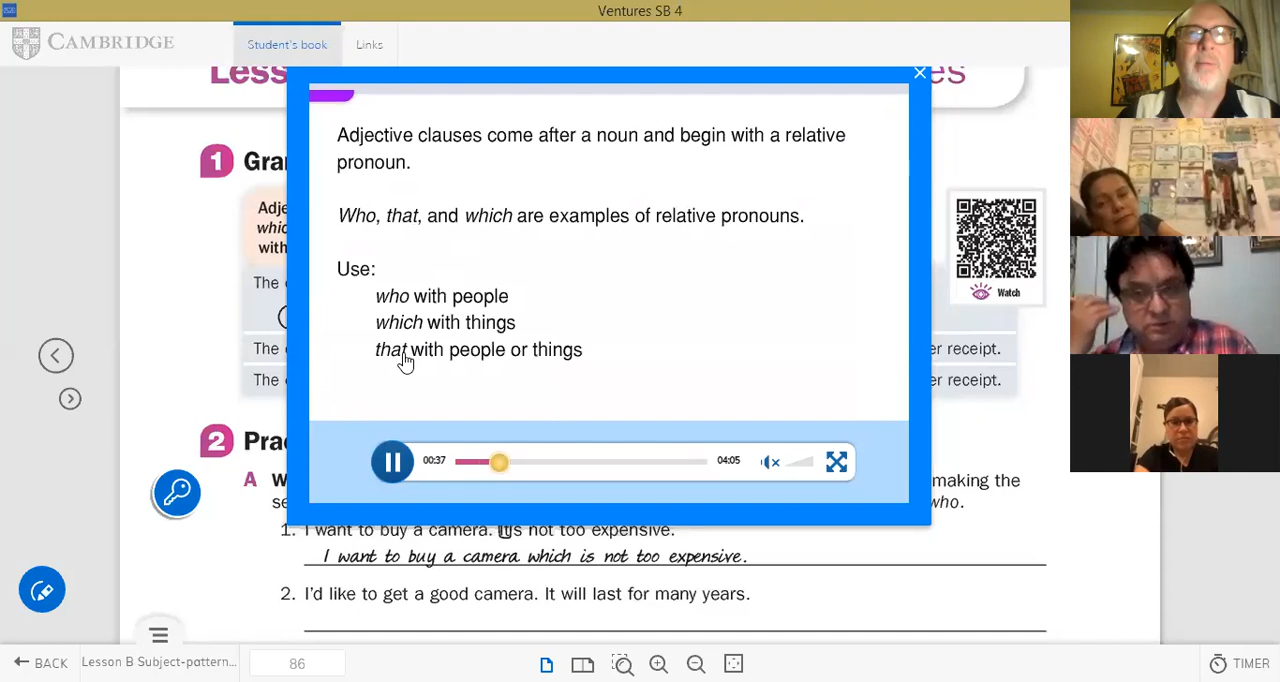 Ventures SB 4
CAMBRIDGE
Student's book
Links
Less
es
Adjective clauses come after a noun and begin with a relative
pronoun.
Who, that, and which are examples of relative pronouns.
Use:
who with people
which with things
that with people or things
00:37
04:05
1 Gra
Adje
whic
with
The
The
er receipt.
The
er receipt.
Watch
2 Prac
A W
making the
se
who.
1. I want to buy a camera. It's not too expensive.
I want to buy a camera which is not too expensive.
2. I'd like to get a good camera. It will last for many years.
BACK
Lesson B Subject-pattern...
86
TIMER